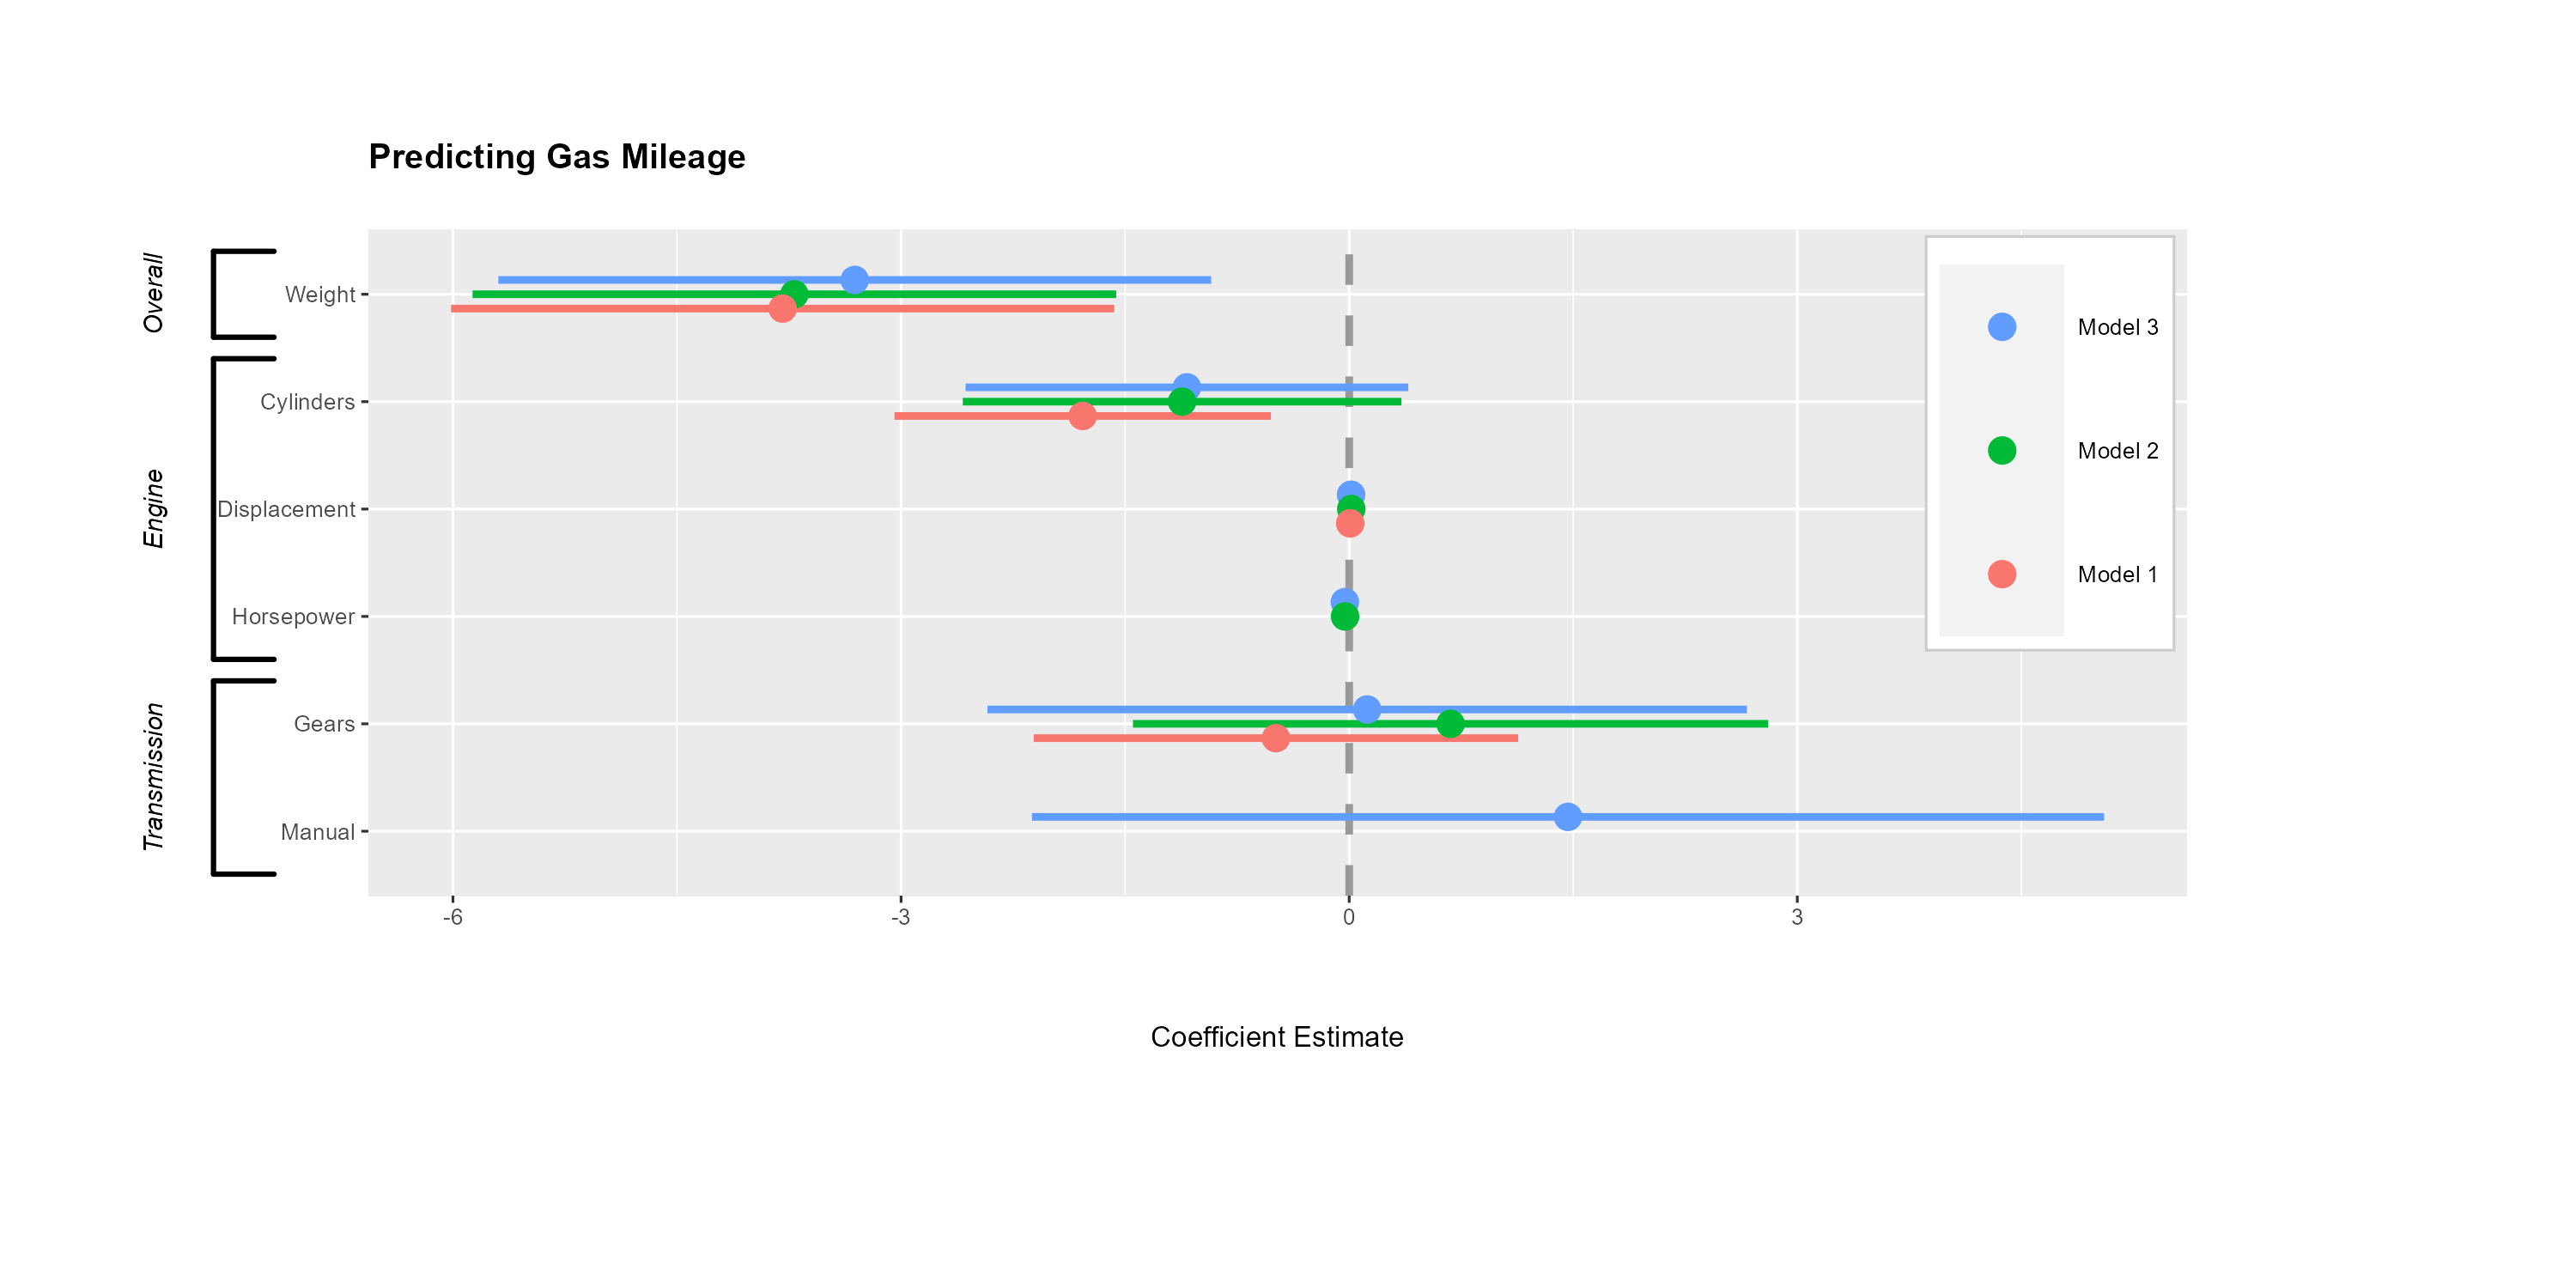 Predicting Gas Mileage
Overall
Weight
Engine
Cylinders
Displacement
Horsepower
Transmission
Gears
Manual
Model 3
Model 2
Model 1
-6
-3
0
3
Coefficient Estimate